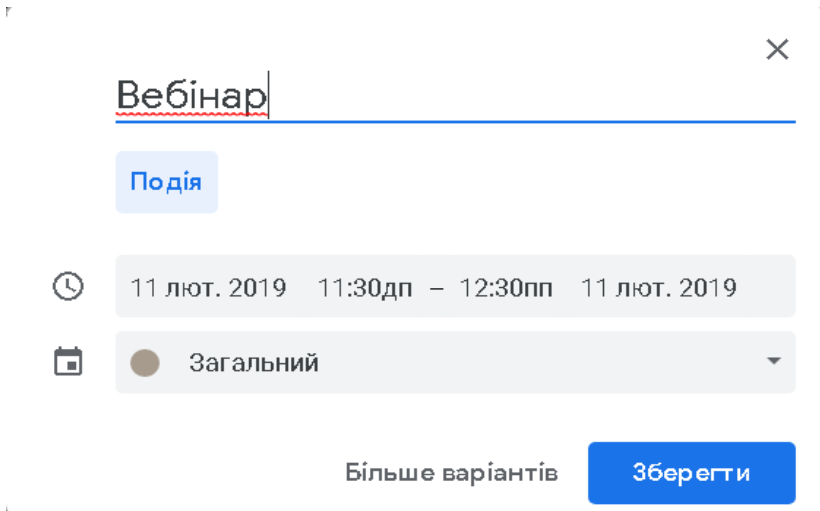 Вебінар
Подія
11 лют. 2019 11:30дп – 12:30пп 11 лют. 2019
Загальний
Більше варіантів Зберегти